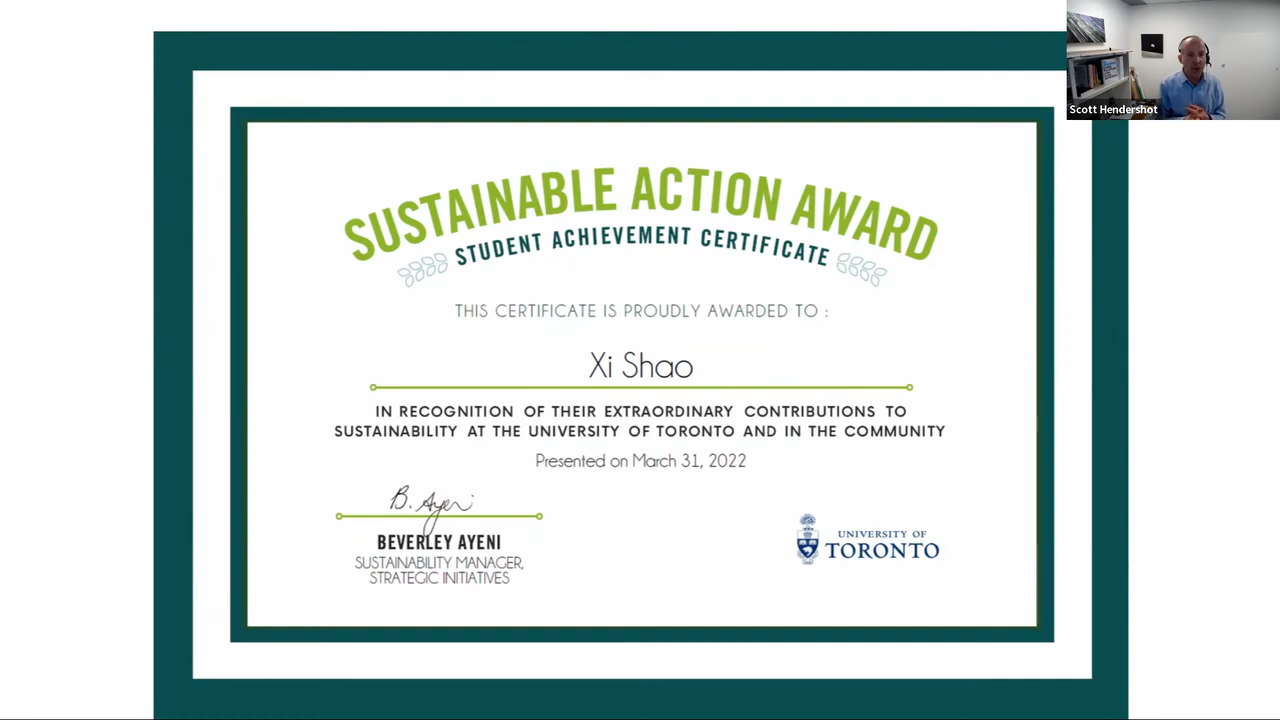 Scott Hendershot
SUSTAINABLE ACTION AWARD
STUDENT ACHIEVEMENT CERTIFICATE
THIS CERTIFICATE IS PROUDLY AWARDED TO :
Xi Shao
IN RECOGNITION OF THEIR EXTRAORDINARY CONTRIBUTIONS TO
SUSTAINABILITY AT THE UNIVERSITY OF TORONTO AND IN THE COMMUNITY
Presented on March 31, 2022
B. Ayeni
BEVERLEY AYENI
SUSTAINABILITY MANAGER,
STRATEGIC INITIATIVES
UNIVERSITY OF
TORONTO